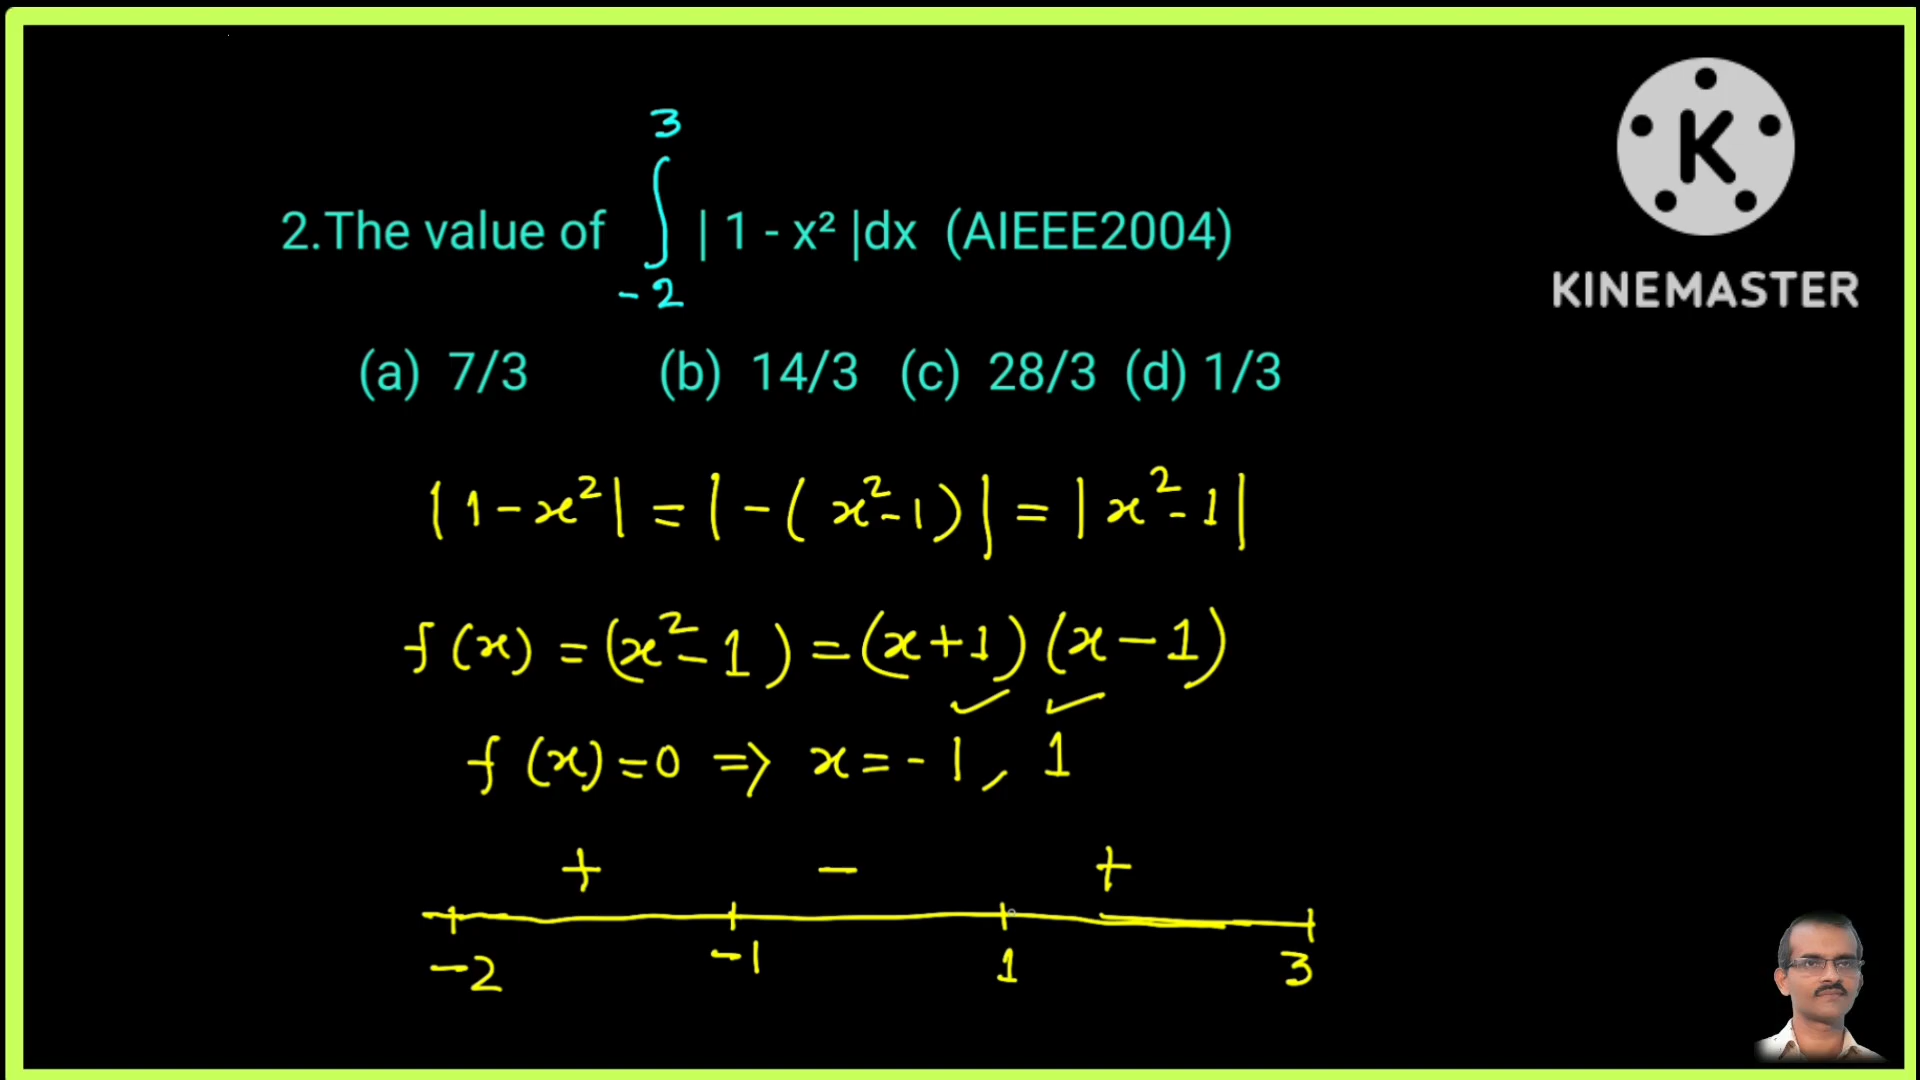 3
2.The value of ∫ | 1 - x² |dx (AIEEE2004)
-2
(a) 7/3 (b) 14/3 (c) 28/3 (d) 1/3
|1-x²| = |-(x²-1)| = |x²-1|
f(x) = (x²-1) = (x+1)(x-1)
f(x)=0 => x=-1, 1
+ - +
-2 -1 1 3
K
KINEMASTER